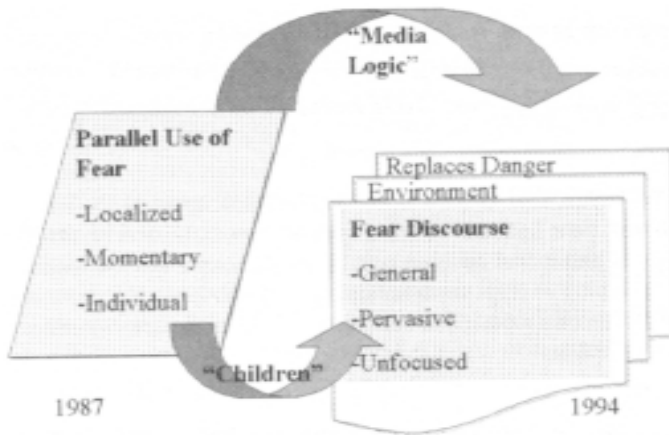 “Media
Logic”
Parallel Use of
Fear
-Localized
-Momentary
-Individual
Replaces Danger
Environment
Fear Discourse
-General
-Pervasive
-Unfocused
“Children”
1987
1994